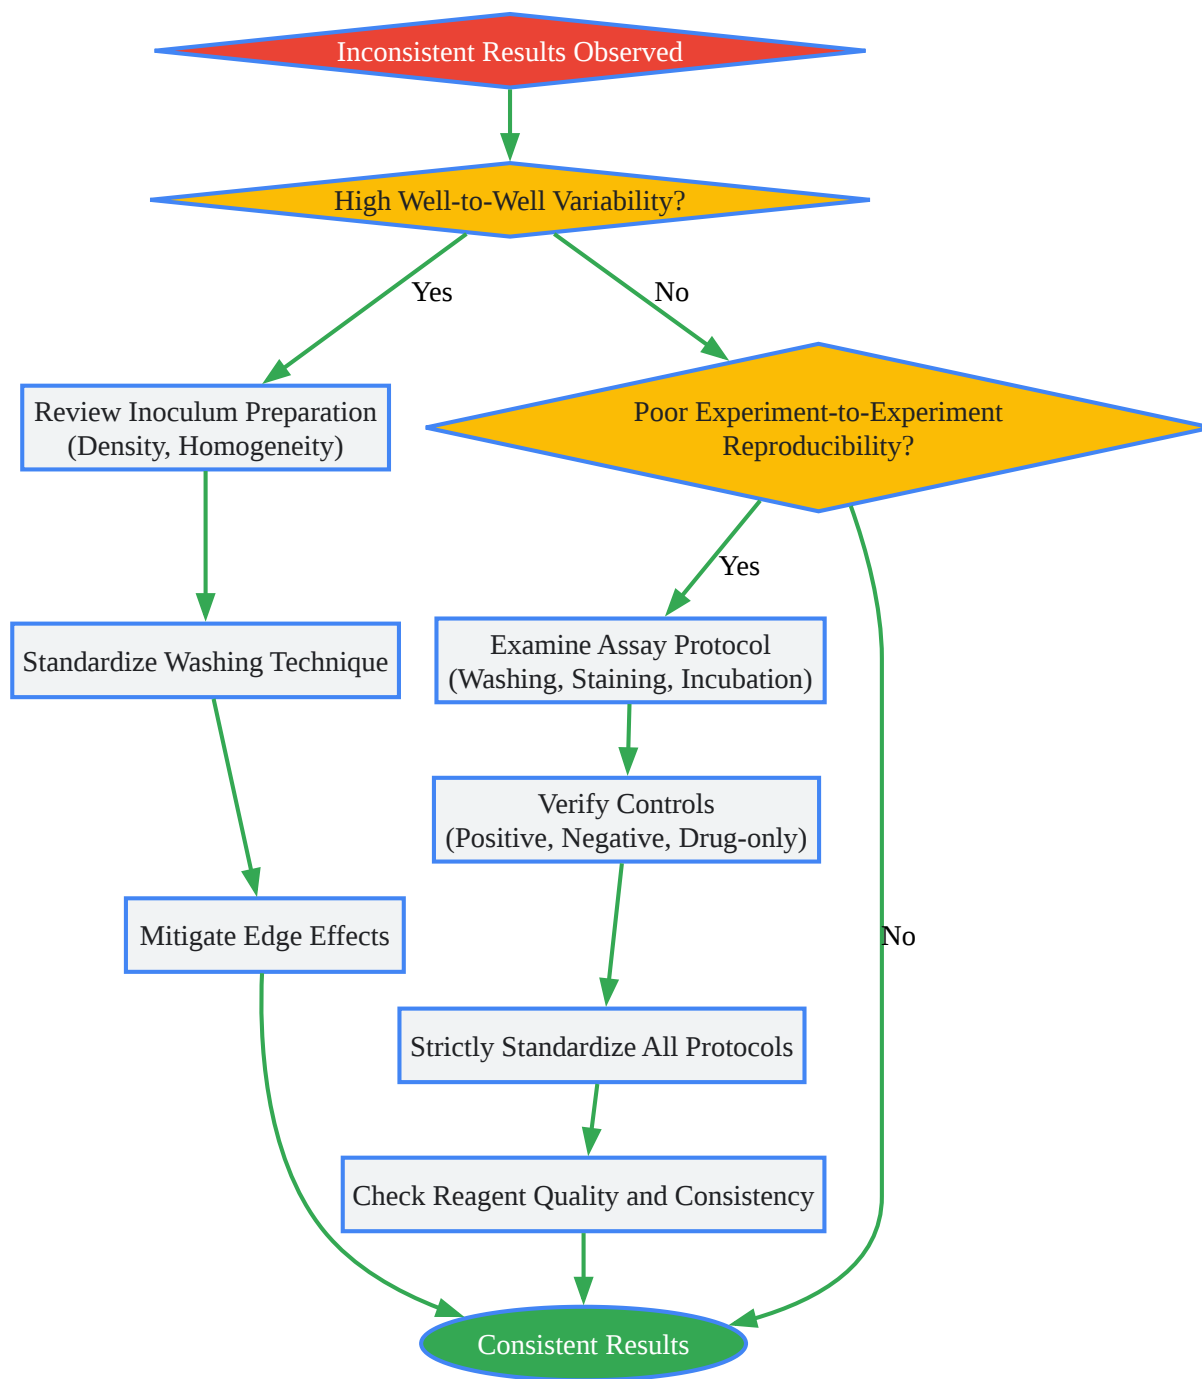 Inconsistent Results Observed
High Well-to-Well Variability?
Yes
No
Review Inoculum Preparation
(Density, Homogeneity)
Poor Experiment-to-Experiment
Reproducibility?
Yes
Standardize Washing Technique
Examine Assay Protocol
(Washing, Staining, Incubation)
Verify Controls
(Positive, Negative, Drug-only)
Mitigate Edge Effects
No
Strictly Standardize All Protocols
Check Reagent Quality and Consistency
Consistent Results